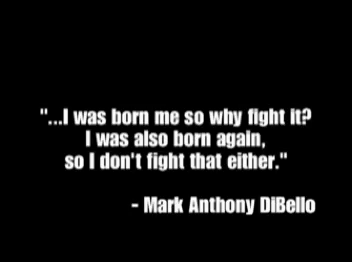 "...I was born me so why fight it?
I was also born again,
so I don't fight that either."
- Mark Anthony DiBello